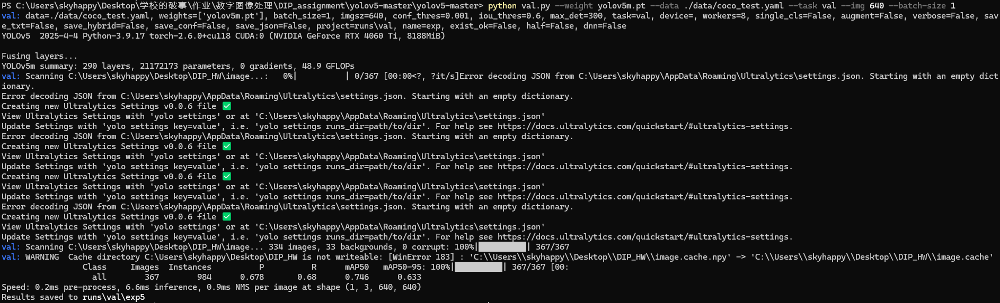 PS C:\Users\skyhappy\Desktop\学校的破事\作业\数字图像处理\DIP_assignment\yolov5-master\yolov5-master> python val.py --weight yolov5m.pt --data ./data/coco_test.yaml --task val --img 640 --batch-size 1
val: data=./data/coco_test.yaml, weights=['yolov5m.pt'], batch_size=1, imgsz=640, conf_thres=0.001, iou_thres=0.6, max_det=300, task=val, device=, workers=8, single_cls=False, augment=False, verbose=False, sav
e_txt=False, save_hybrid=False, save_conf=False, save_json=False, project=runs\val, name=exp, exist_ok=False, half=False, dnn=False
YOLOv5  2025-4-4 Python-3.9.17 torch-2.6.0+cu118 CUDA:0 (NVIDIA GeForce RTX 4060 Ti, 8188MiB)
Fusing layers...
YOLOv5m summary: 290 layers, 21172173 parameters, 0 gradients, 48.9 GFLOPs
val: Scanning C:\Users\skyhappy\Desktop\DIP_HW\image...:   0%|          | 0/367 [00:00<?, ?it/s]Error decoding JSON from C:\Users\skyhappy\AppData\Roaming\Ultralytics\settings.json. Starting with an empty dict
ionary.
Error decoding JSON from C:\Users\skyhappy\AppData\Roaming\Ultralytics\settings.json. Starting with an empty dictionary.
Creating new Ultralytics Settings v0.0.6 file ✅
View Ultralytics Settings with 'yolo settings' or at 'C:\Users\skyhappy\AppData\Roaming\Ultralytics\settings.json'
Update Settings with 'yolo settings key=value', i.e. 'yolo settings runs_dir=path/to/dir'. For help see https://docs.ultralytics.com/quickstart/#ultralytics-settings.
Error decoding JSON from C:\Users\skyhappy\AppData\Roaming\Ultralytics\settings.json. Starting with an empty dictionary.
Creating new Ultralytics Settings v0.0.6 file ✅
View Ultralytics Settings with 'yolo settings' or at 'C:\Users\skyhappy\AppData\Roaming\Ultralytics\settings.json'
Update Settings with 'yolo settings key=value', i.e. 'yolo settings runs_dir=path/to/dir'. For help see https://docs.ultralytics.com/quickstart/#ultralytics-settings.
Creating new Ultralytics Settings v0.0.6 file ✅
View Ultralytics Settings with 'yolo settings' or at 'C:\Users\skyhappy\AppData\Roaming\Ultralytics\settings.json'
Update Settings with 'yolo settings key=value', i.e. 'yolo settings runs_dir=path/to/dir'. For help see https://docs.ultralytics.com/quickstart/#ultralytics-settings.
Error decoding JSON from C:\Users\skyhappy\AppData\Roaming\Ultralytics\settings.json. Starting with an empty dictionary.
Creating new Ultralytics Settings v0.0.6 file ✅
View Ultralytics Settings with 'yolo settings' or at 'C:\Users\skyhappy\AppData\Roaming\Ultralytics\settings.json'
Update Settings with 'yolo settings key=value', i.e. 'yolo settings runs_dir=path/to/dir'. For help see https://docs.ultralytics.com/quickstart/#ultralytics-settings.
val: Scanning C:\Users\skyhappy\Desktop\DIP_HW\image... 334 images, 33 backgrounds, 0 corrupt: 100%|██████████| 367/367
val: WARNING  Cache directory C:\Users\skyhappy\Desktop\DIP_HW is not writeable: [WinError 183] : 'C:\\Users\\skyhappy\\Desktop\\DIP_HW\\image.cache.npy' -> 'C:\\Users\\skyhappy\\Desktop\\DIP_HW\\image.cache'
Class     Images  Instances          P          R      mAP50   mAP50-95: 100%|██████████| 367/367 [00:
all        367        984      0.678       0.68      0.746      0.633
Speed: 0.2ms pre-process, 6.6ms inference, 0.9ms NMS per image at shape (1, 3, 640, 640)
Results saved to runs\val\exp5